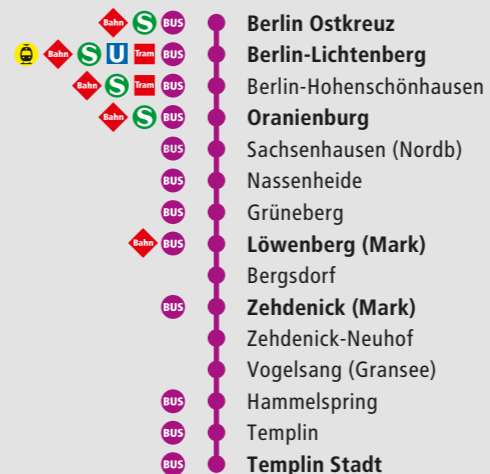 Bahn S BUS Berlin Ostkreuz
Bahn S U Tram BUS Berlin-Lichtenberg
Bahn S Tram BUS Berlin-Hohenschönhausen
Bahn S BUS Oranienburg
BUS Sachsenhausen (Nordb)
BUS Nassenheide
BUS Grüneberg
Bahn BUS Löwenberg (Mark)
Bergsdorf
BUS Zehdenick (Mark)
Zehdenick-Neuhof
Vogelsang (Gransee)
BUS Hammelspring
BUS Templin
BUS Templin Stadt